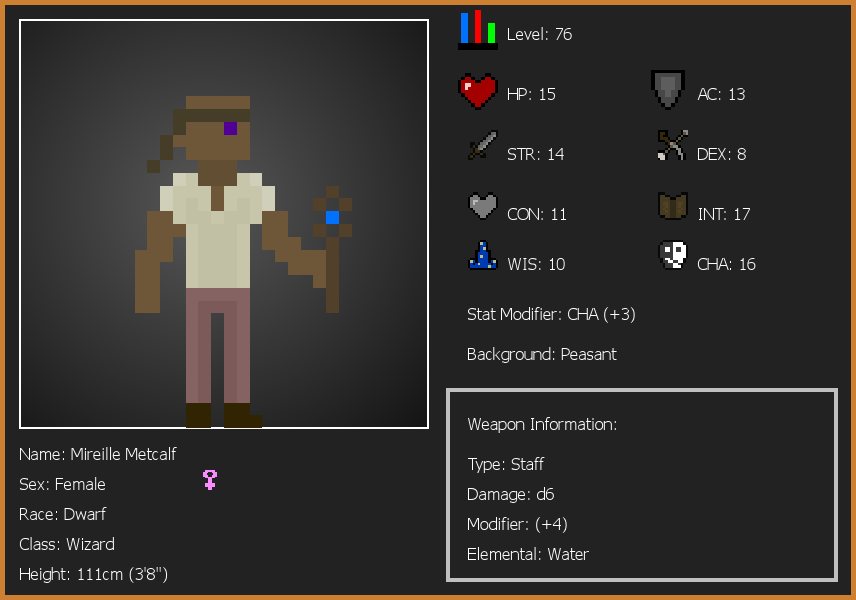 Level: 76
HP: 15
AC: 13
STR: 14
DEX: 8
CON: 11
INT: 17
WIS: 10
CHA: 16
Stat Modifier: CHA (+3)
Background: Peasant
Weapon Information:
Type: Staff
Damage: d6
Modifier: (+4)
Elemental: Water
Name: Mireille Metcalf
Sex: Female
Race: Dwarf
Class: Wizard
Height: 111cm (3'8")